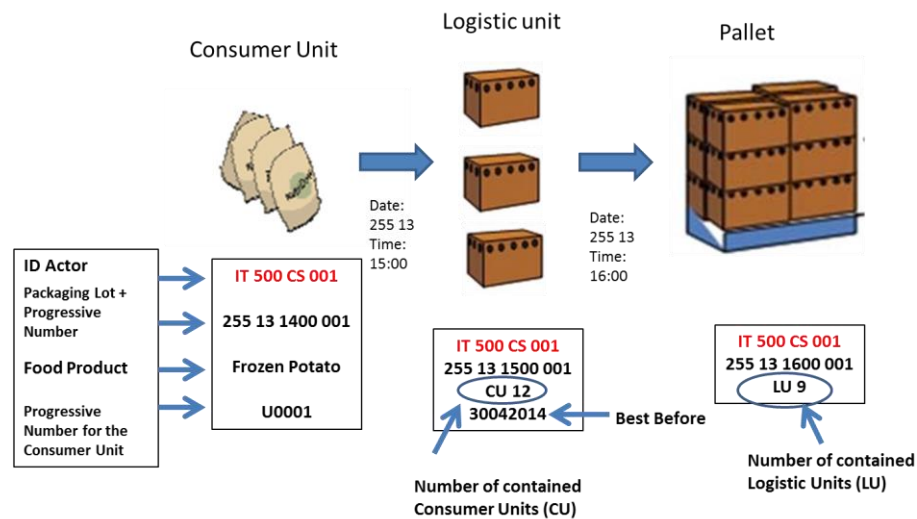 Consumer Unit
Logistic unit
Pallet
Date:
255 13
Time:
15:00
Date:
255 13
Time:
16:00
ID Actor
Packaging Lot +
Progressive
Number
Food Product
Progressive
Number for the
Consumer Unit
IT 500 CS 001
255 13 1400 001
Frozen Potato
U0001
IT 500 CS 001
255 13 1500 001
CU 12
30042014
Best Before
Number of contained
Consumer Units (CU)
IT 500 CS 001
255 13 1600 001
LU 9
Number of contained
Logistic Units (LU)